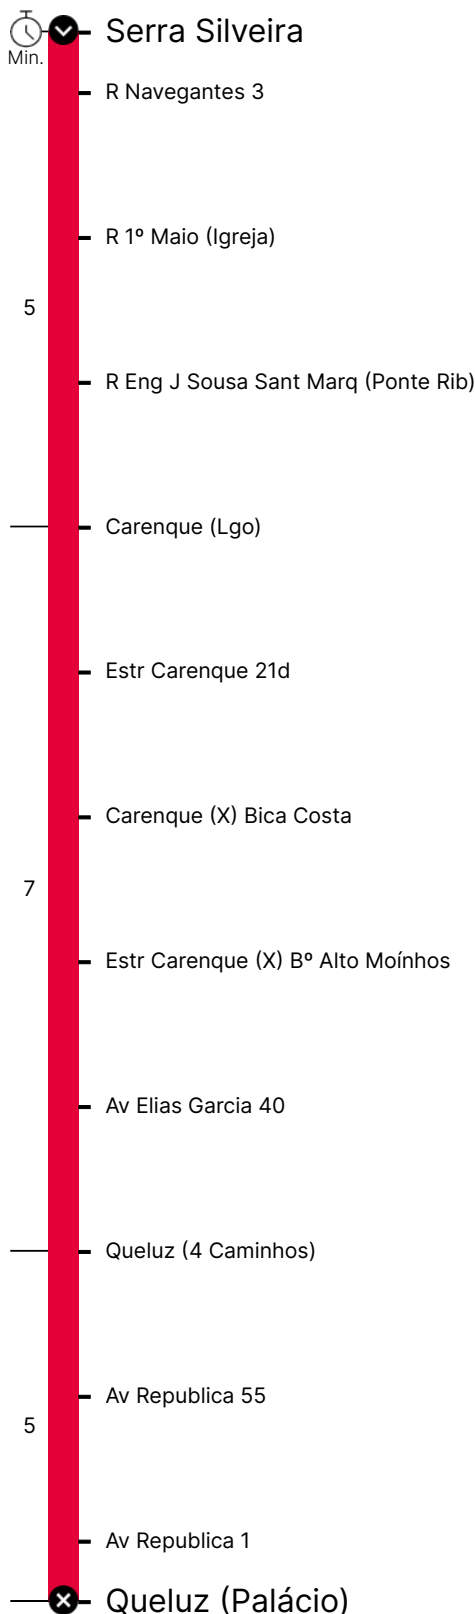 Serra Silveira
Min.
R Navegantes 3
R 1º Maio (Igreja)
5
R Eng J Sousa Sant Marq (Ponte Rib)
Carenque (Lgo)
Estr Carenque 21d
Carenque (X) Bica Costa
7
Estr Carenque (X) Bº Alto Moínhos
Av Elias Garcia 40
Queluz (4 Caminhos)
Av Republica 55
5
Av Republica 1
Queluz (Palácio)